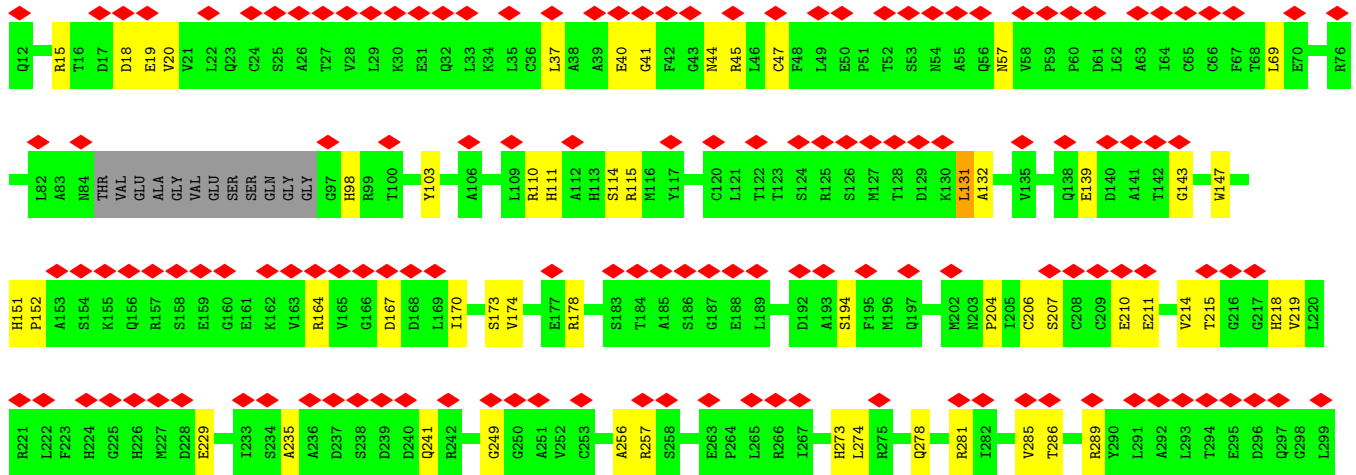 Q12 R15 T16 D17 D18 E19 V20 V21 L22 Q23 C24 S25 A26 T27 V28 L29 K30 E31 Q32 L33 K34 L35 C36 L37 A38 A39 E40 G41 F42 G43 N44 R45 L46 C47 F48 L49 E50 P51 T52 S53 N54 A55 Q56 N57 V58 P59 P60 D61 L62 A63 I64 C65 C66 F67 T68 L69 E70 R76
L82 A83 N84 THR VAL GLU ALA GLY VAL GLU SER SER GLN GLY GLY G97 H98 R99 T100 Y103 A106 L109 R110 H111 A112 H113 S114 R115 M116 Y117 C120 L121 T122 T123 S124 R125 S126 M127 T128 D129 K130 L131 A132 V135 Q138 E139 D140 A141 T142 G143 W147
H151 P152 A153 S154 K155 Q156 R157 S158 E159 G160 E161 K162 V163 R164 V165 G166 D167 D168 L169 I170 S173 V174 E177 R178 S183 T184 A185 S186 G187 E188 L189 D192 A193 S194 F195 M196 Q197 M202 N203 P204 I205 C206 S207 C208 C209 E210 E211 V214 T215 G216 G217 H218 V219 L220
R221 L222 F223 H224 G225 H226 M227 D228 E229 I233 S234 A235 A236 D237 S238 D239 D240 Q241 R242 G249 G250 A251 V252 C253 A256 R257 S258 E263 P264 L265 R266 I267 H273 L274 R275 Q278 R281 I282 V285 T286 R289 Y290 L291 A292 L293 T294 E295 D296 Q297 G298 L299